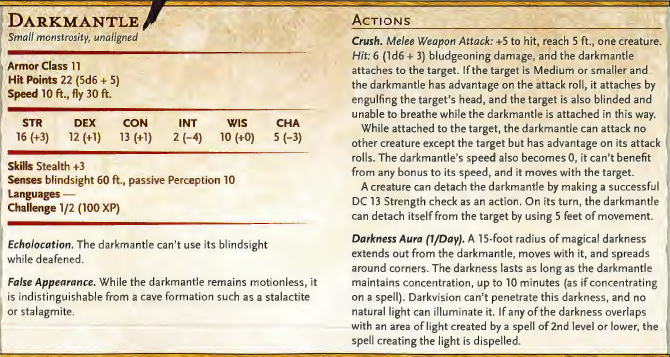 DARKMANTLE
Small monstrosity, unaligned
Armor Class 11
Hit Points 22 (5d6 + 5)
Speed 10 ft., fly 30 ft.
STR DEX CON INT WIS CHA
16 (+3) 12 (+1) 13 (+1) 2 (−4) 10 (+0) 5 (−3)
Skills Stealth +3
Senses blindsight 60 ft., passive Perception 10
Languages —
Challenge 1/2 (100 XP)
Echolocation. The darkmantle can't use its blindsight
while deafened.
False Appearance. While the darkmantle remains motionless, it
is indistinguishable from a cave formation such as a stalactite
or stalagmite.
ACTIONS
Crush. Melee Weapon Attack: +5 to hit, reach 5 ft., one creature.
Hit: 6 (1d6 + 3) bludgeoning damage, and the darkmantle
attaches to the target. If the target is Medium or smaller and
the darkmantle has advantage on the attack roll, it attaches by
engulfing the target's head, and the target is also blinded and
unable to breathe while the darkmantle is attached in this way.
While attached to the target, the darkmantle can attack no
other creature except the target but has advantage on its attack
rolls. The darkmantle's speed also becomes 0, it can't benefit
from any bonus to its speed, and it moves with the target.
A creature can detach the darkmantle by making a successful
DC 13 Strength check as an action. On its turn, the darkmantle
can detach itself from the target by using 5 feet of movement.
Darkness Aura (1/Day). A 15-foot radius of magical darkness
extends out from the darkmantle, moves with it, and spreads
around corners. The darkness lasts as long as the darkmantle
maintains concentration, up to 10 minutes (as if concentrating
on a spell). Darkvision can't penetrate this darkness, and no
natural light can illuminate it. If any of the darkness overlaps
with an area of light created by a spell of 2nd level or lower, the
spell creating the light is dispelled.